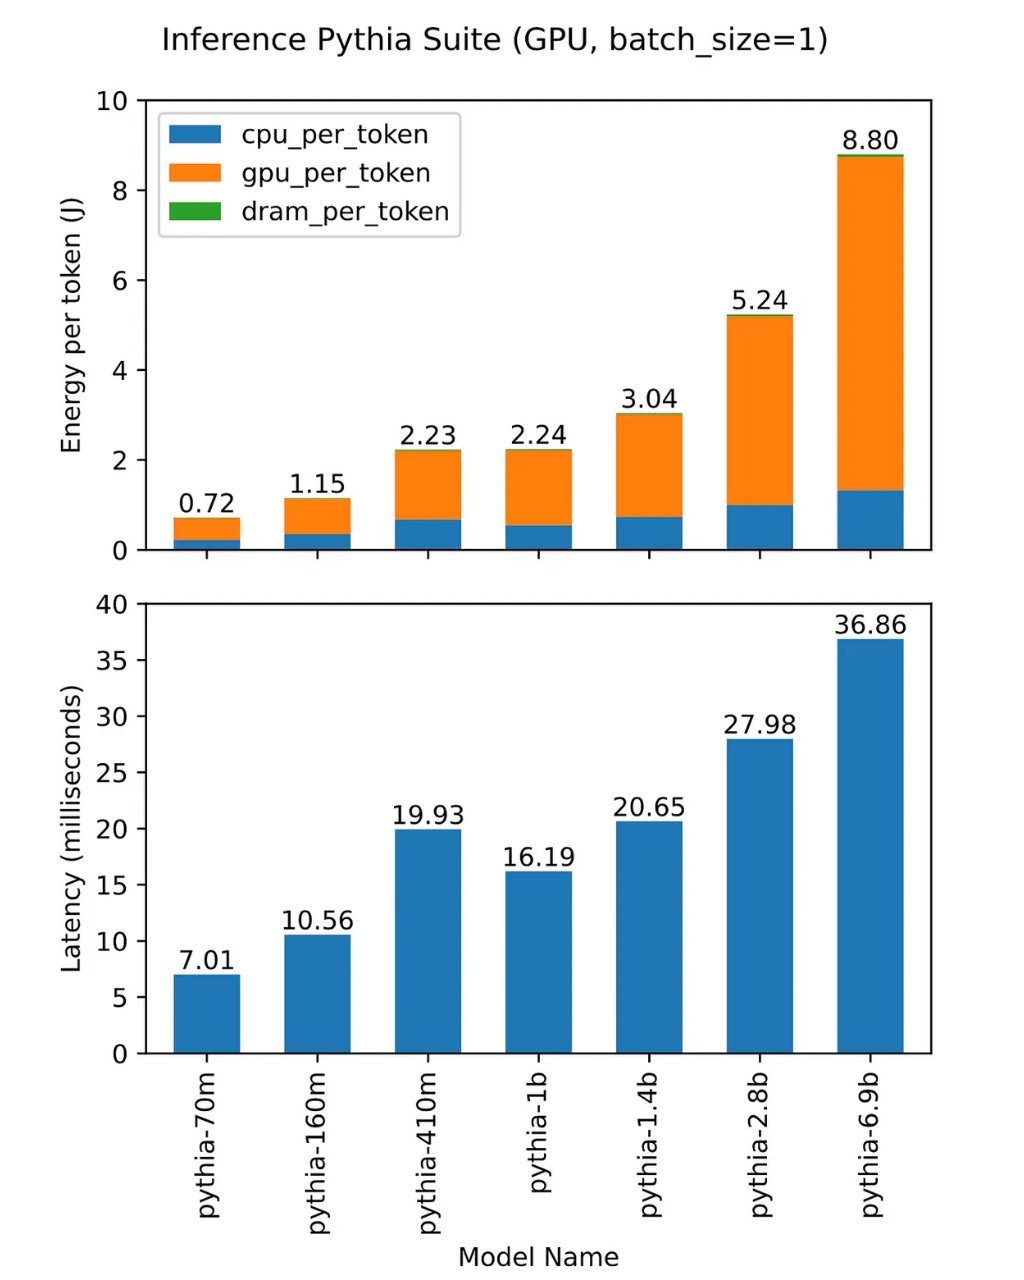 Inference Pythia Suite (GPU, batch_size=1)
Energy per token (J)
10
8
6
4
2
0
cpu_per_token
gpu_per_token
dram_per_token
0.72
1.15
2.23
2.24
3.04
5.24
8.80
Latency (milliseconds)
40
35
30
25
20
15
10
5
0
7.01
10.56
19.93
16.19
20.65
27.98
36.86
pythia-70m
pythia-160m
pythia-410m
pythia-1b
pythia-1.4b
pythia-2.8b
pythia-6.9b
Model Name